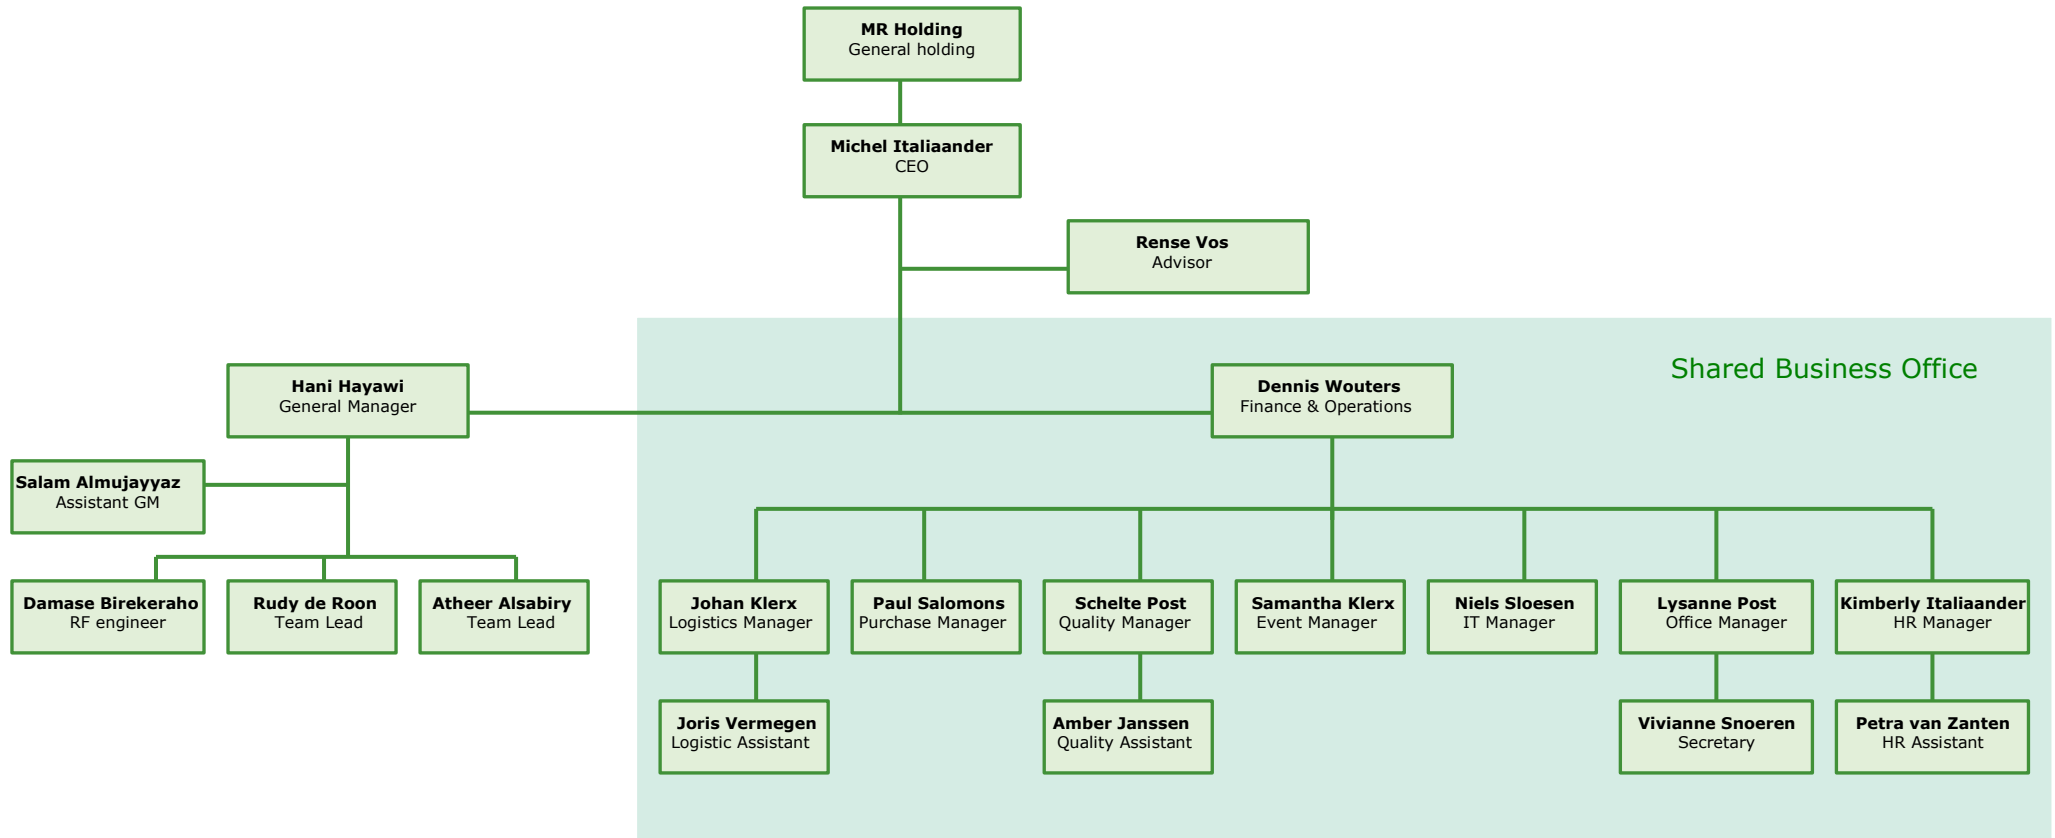 MR Holding
General holding
Michel Italiaander
CEO
Rense Vos
Advisor
Shared Business Office
Hani Hayawi
General Manager
Dennis Wouters
Finance & Operations
Salam Almujayyaz
Assistant GM
Damase Birekeraho
RF engineer
Rudy de Roon
Team Lead
Atheer Alsabiry
Team Lead
Johan Klerx
Logistics Manager
Paul Salomons
Purchase Manager
Schelte Post
Quality Manager
Samantha Klerx
Event Manager
Niels Sloesen
IT Manager
Lysanne Post
Office Manager
Kimberly Italiaander
HR Manager
Joris Vermegen
Logistic Assistant
Amber Janssen
Quality Assistant
Vivianne Snoeren
Secretary
Petra van Zanten
HR Assistant